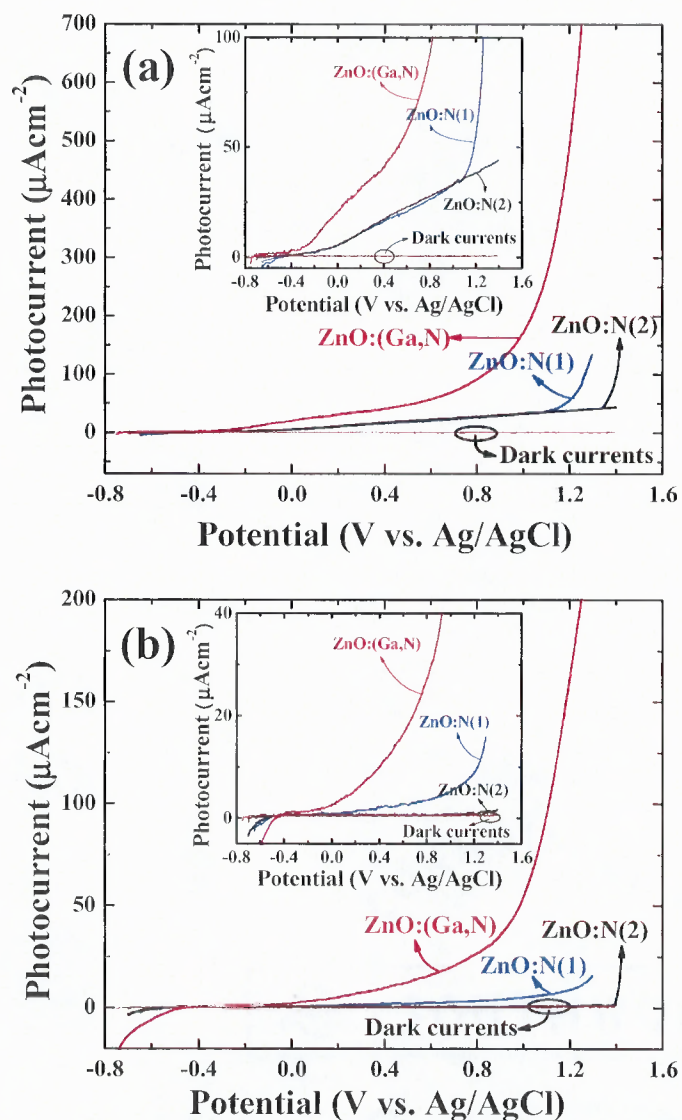 (a)
700
600
500
400
300
200
100
0
Photocurrent (µAcm⁻²)
-0.8 -0.4 0.0 0.4 0.8 1.2 1.6
Potential (V vs. Ag/AgCl)
ZnO:(Ga,N)
ZnO:N(1)
ZnO:N(2)
Dark currents
100
50
0
Photocurrent (µAcm⁻²)
-0.8 -0.4 0.0 0.4 0.8 1.2 1.6
Potential (V vs. Ag/AgCl)
ZnO:(Ga,N)
ZnO:N(1)
ZnO:N(2)
Dark currents
(b)
200
150
100
50
0
Photocurrent (µAcm⁻²)
-0.8 -0.4 0.0 0.4 0.8 1.2 1.6
Potential (V vs. Ag/AgCl)
ZnO:(Ga,N)
ZnO:N(1)
ZnO:N(2)
Dark currents
40
20
0
Photocurrent (µAcm⁻²)
-0.8 -0.4 0.0 0.4 0.8 1.2 1.6
Potential (V vs. Ag/AgCl)
ZnO:(Ga,N)
ZnO:N(1)
ZnO:N(2)
Dark currents